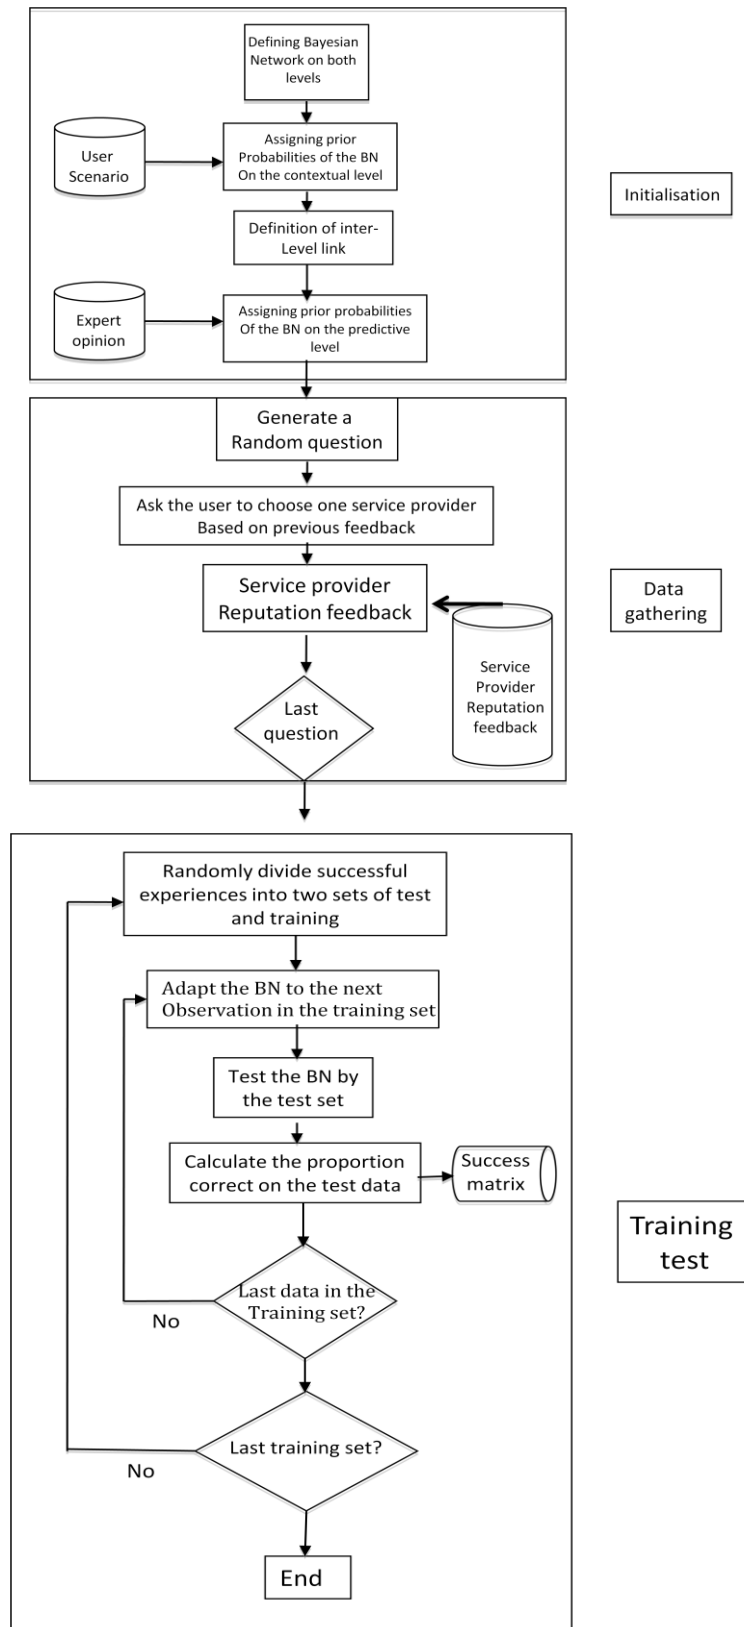 Defining Bayesian
Network on both
levels
User
Scenario
Assigning prior
Probabilities of the BN
On the contextual level
Initialisation
Definition of inter-
Level link
Expert
opinion
Assigning prior probabilities
Of the BN on the predictive
level
Generate a
Random question
Ask the user to choose one service provider
Based on previous feedback
Service provider
Reputation feedback
Data
gathering
Service
Provider
Reputation
feedback
Last
question
Randomly divide successful
experiences into two sets of test
and training
Adapt the BN to the next
Observation in the training set
Test the BN by
the test set
Calculate the proportion
correct on the test data
Success
matrix
Training
test
Last data in the
Training set?
No
Last training set?
No
End